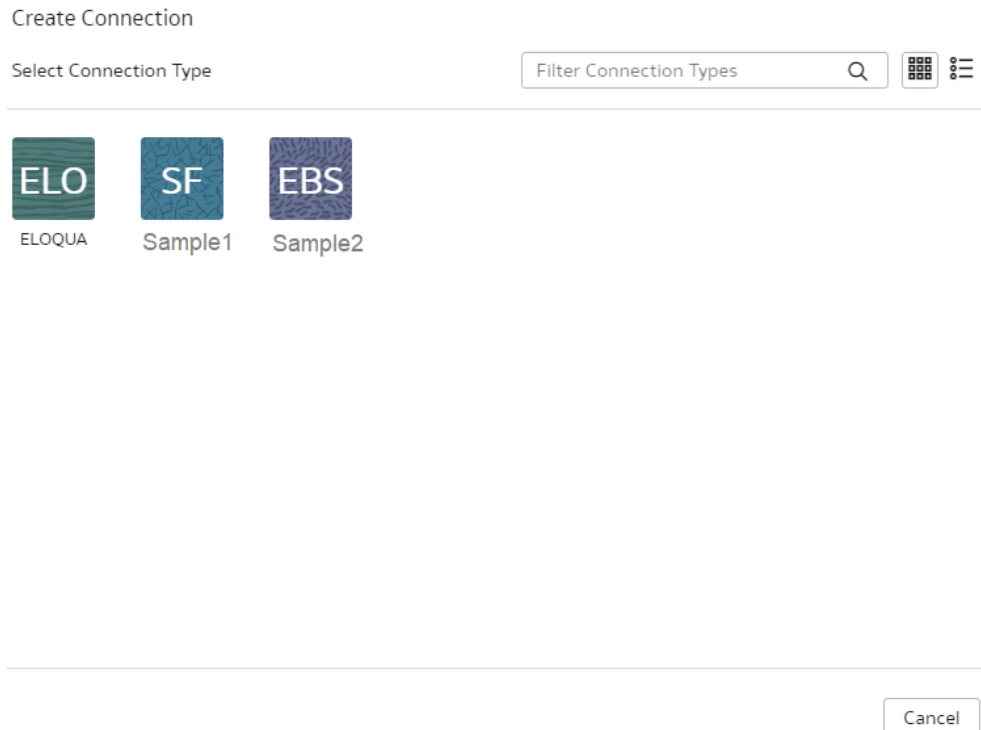 Create Connection
Select Connection Type
Filter Connection Types
ELO SF EBS
ELOQUA Sample1 Sample2
Cancel